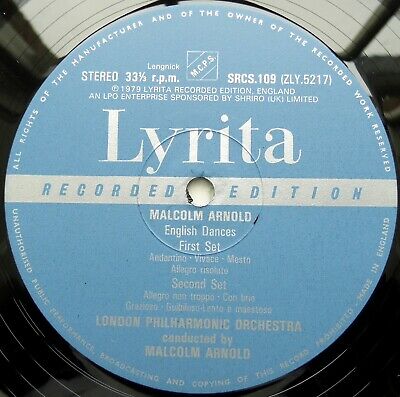 ALL RIGHTS OF THE MANUFACTURER AND OF THE OWNER OF THE RECORDED WORK RESERVED
Lengnick
M.C.P.S.
STEREO 33⅓ r.p.m. SRCS.109 (ZLY.5217)
℗ 1979 LYRITA RECORDED EDITION, ENGLAND
AN LPO ENTERPRISE SPONSORED BY SHRIRO (UK) LIMITED
Lyrita
RECORDED EDITION
MALCOLM ARNOLD
English Dances
First Set
Andantino · Vivace · Mesto
Allegro risoluto
Second Set
Allegro non troppo · Con brio
Grazioso · Giubiloso-Lento e maestoso
LONDON PHILHARMONIC ORCHESTRA
conducted by
MALCOLM ARNOLD
UNAUTHORISED PUBLIC PERFORMANCE BROADCASTING AND COPYING OF THIS RECORD PROHIBITED. MADE IN ENGLAND